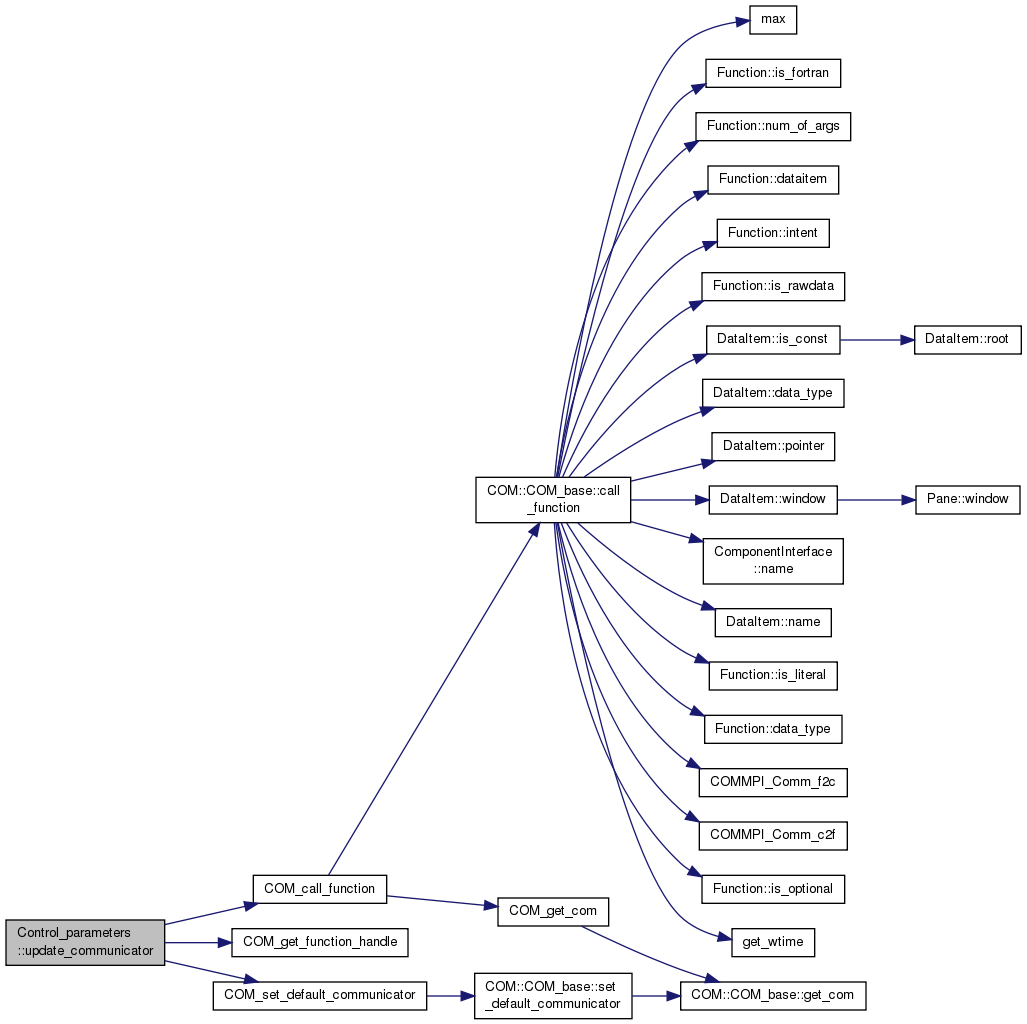 max
Function::is_fortran
Function::num_of_args
Function::dataitem
Function::intent
Function::is_rawdata
DataItem::is_const
DataItem::root
DataItem::data_type
DataItem::pointer
COM::COM_base::call
_function
DataItem::window
Pane::window
ComponentInterface
::name
DataItem::name
Function::is_literal
Function::data_type
COMMPI_Comm_f2c
COMMPI_Comm_c2f
COM_call_function
Function::is_optional
COM_get_com
Control_parameters
::update_communicator
COM_get_function_handle
get_wtime
COM_set_default_communicator
COM::COM_base::set
_default_communicator
COM::COM_base::get_com